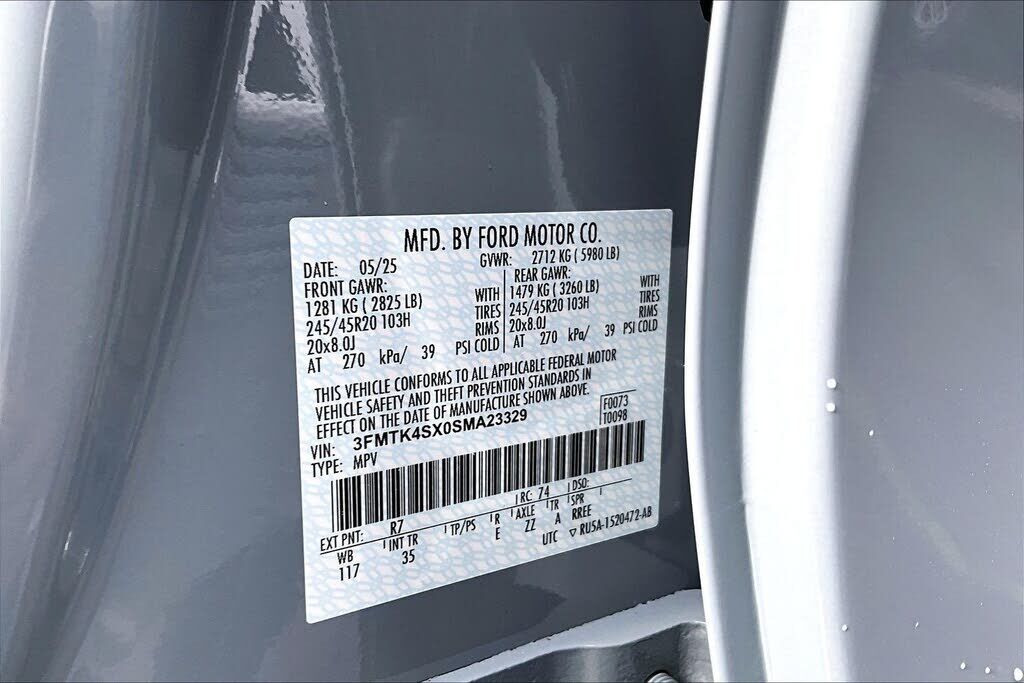 MFD. BY FORD MOTOR CO.
DATE: 05/25 GVWR: 2712 KG ( 5980 LB)
FRONT GAWR: REAR GAWR:
1281 KG ( 2825 LB) WITH 1479 KG ( 3260 LB) WITH
245/45R20 103H TIRES 245/45R20 103H TIRES
20x8.0J RIMS 20x8.0J RIMS
AT 270 kPa/ 39 PSI COLD AT 270 kPa/ 39 PSI COLD
THIS VEHICLE CONFORMS TO ALL APPLICABLE FEDERAL MOTOR
VEHICLE SAFETY AND THEFT PREVENTION STANDARDS IN
EFFECT ON THE DATE OF MANUFACTURE SHOWN ABOVE.
F0073
T0098
VIN: 3FMTK4SX0SMA23329
TYPE: MPV
EXT PNT: R7 RC: 74 DSO:
WB INT TR TP/PS R AXLE TR SPR
117 35 E ZZ A RREE
UTC ▽ RU5A-1520472-AB